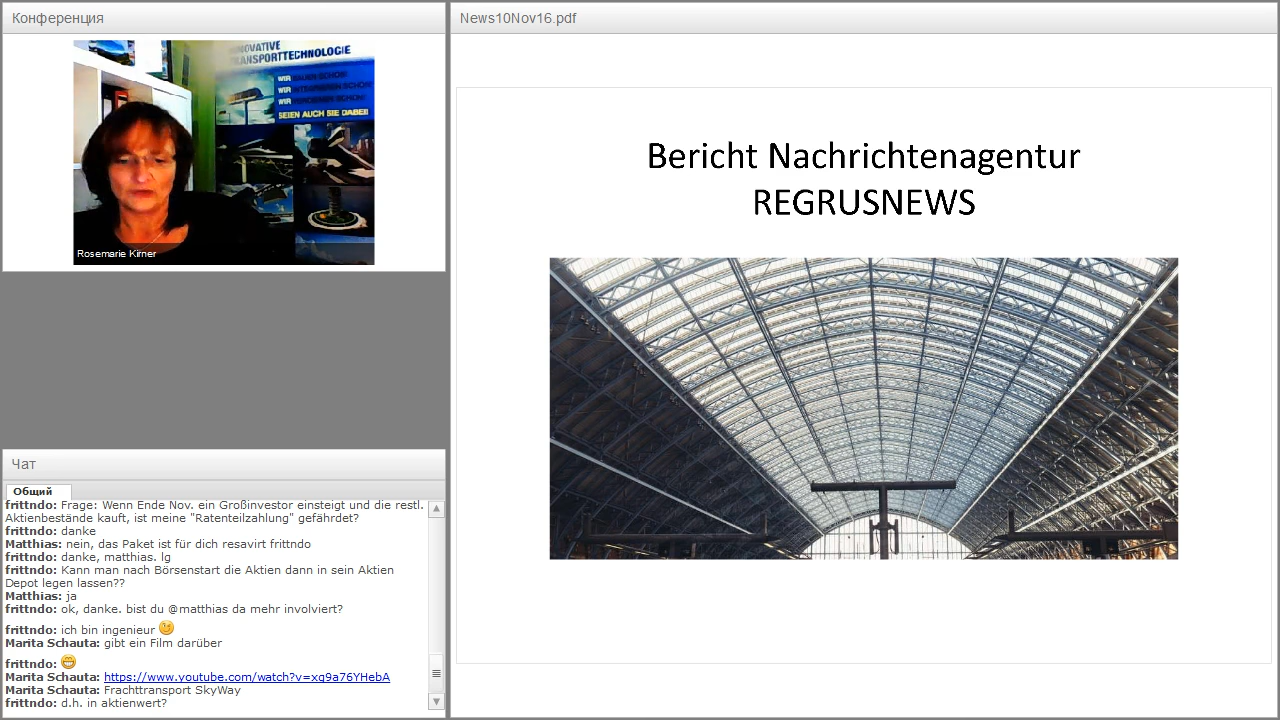 Конференция
INNOVATIVE
TRANSPORTTECHNOLOGIE
WIR
WIR
WIR
SEIEN AUCH SIE DABEI!
Rosemarie Kirner
Чат
Общий
frittndo: Frage: Wenn Ende Nov. ein Großinvestor einsteigt und die restl.
Aktienbestände kauft, ist meine "Ratenteilzahlung" gefährdet?
frittndo: danke
Matthias: nein, das Paket ist für dich resavirt frittndo
frittndo: danke, matthias. lg
frittndo: Kann man nach Börsenstart die Aktien dann in sein Aktien
Depot legen lassen??
Matthias: ja
frittndo: ok, danke. bist du @matthias da mehr involviert?
frittndo: ich bin ingenieur
Marita Schauta: gibt ein Film darüber
frittndo:
Marita Schauta: https://www.youtube.com/watch?v=xq9a76YHebA
Marita Schauta: Frachttransport SkyWay
frittndo: d.h. in aktienwert?
News10Nov16.pdf
Bericht Nachrichtenagentur
REGRUSNEWS